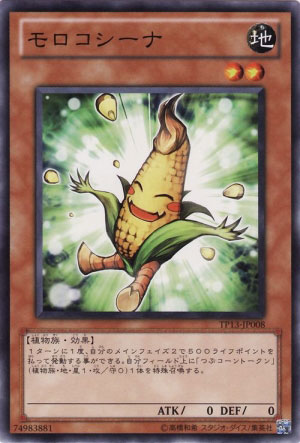 モロコシーナ
地
TP13-JP008
【植物族・効果】
1ターンに1度、自分のメインフェイズ2で500ライフポイントを
払って発動する事ができる。自分フィールド上に「つぶコーントークン」
(植物族・地・星1・攻/守0)1体を特殊召喚する。
ATK/ 0 DEF/ 0
74983881
©高橋和希 スタジオ・ダイス/集英社